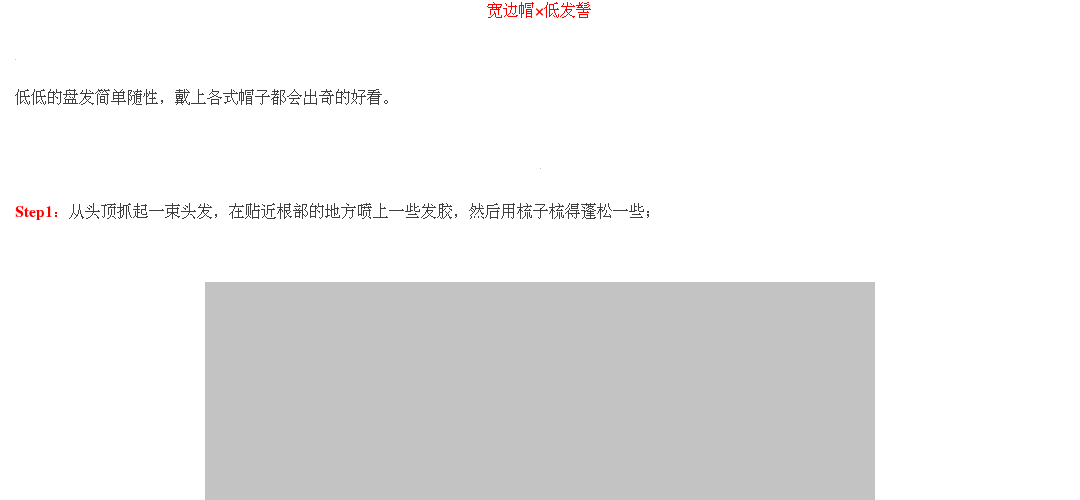 宽边帽×低发髻
低低的盘发简单随性，戴上各式帽子都会出奇的好看。
Step1：从头顶抓起一束头发，在贴近根部的地方喷上一些发胶，然后用梳子梳得蓬松一些；